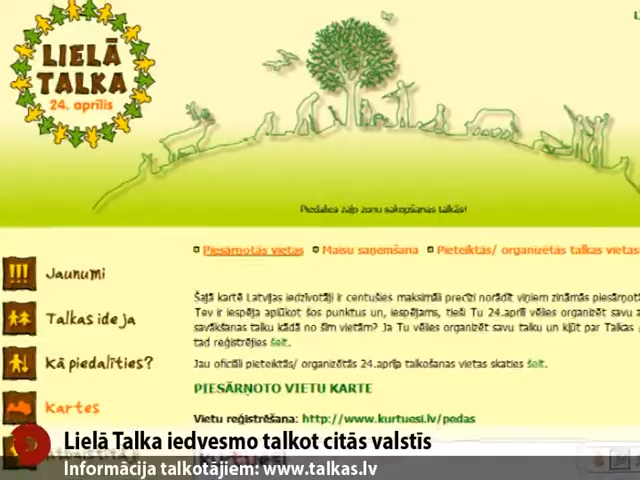 LIELĀ
TALKA
24. aprīlis
Piedalies zaļo zonu sakopšanas talkās!
Piesārņotās vietas Maisu saņemšana Pieteiktās/ organizētās talkas vietas
!!! Jaunumi
Talkas ideja
Kā piedalīties?
Kartes
Šajā kartē Latvijas iedzīvotāji ir centušies maksimāli precīzi norādīt viņiem zināmās piesārņotā
Tev ir iespēja aplūkot šos punktus un, iespējams, tieši Tu 24.aprīlī vēlies organizēt savu a
savākšanas talku kādā no šīm vietām? Ja Tu vēlies organizēt savu talku un kļūt par Talkas
tad reģistrējies šeit.
Jau oficiāli pieteiktās/ organizētās 24.aprīļa talkošanas vietas skaties šeit.
PIESĀRŅOTO VIETU KARTE
Vietu reģistrēšana: http://www.kurtuesi.lv/pedas
Lielā Talka iedvesmo talkot citās valstīs
Informācija talkotājiem: www.talkas.lv